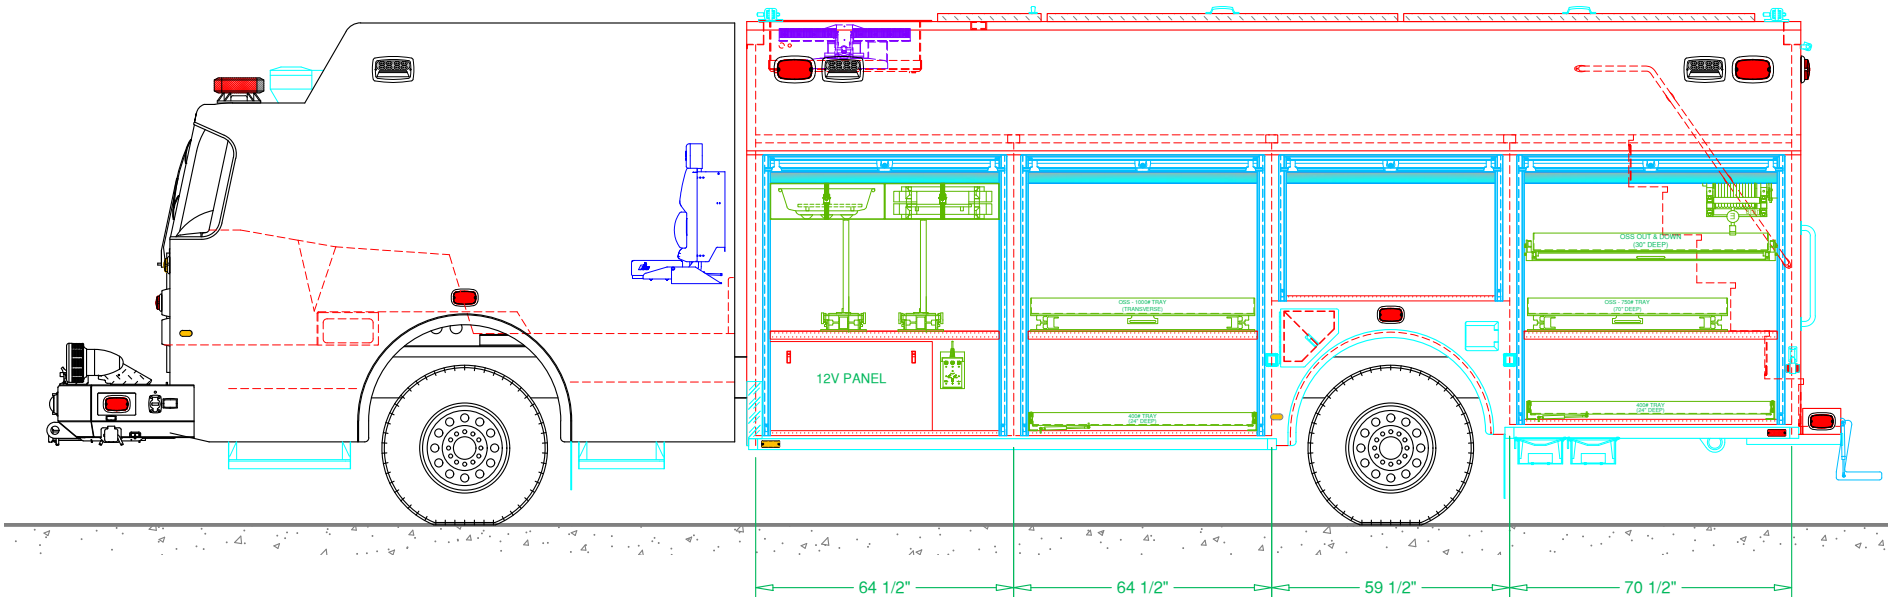 OSS OUT & DOWN
(30" DEEP)
OSS - 1000# TRAY
(TRANSVERSE)
OSS - 750# TRAY
(70" DEEP)
12V PANEL
400# TRAY
(24" DEEP)
400# TRAY
(24" DEEP)
64 1/2"
64 1/2"
59 1/2"
70 1/2"